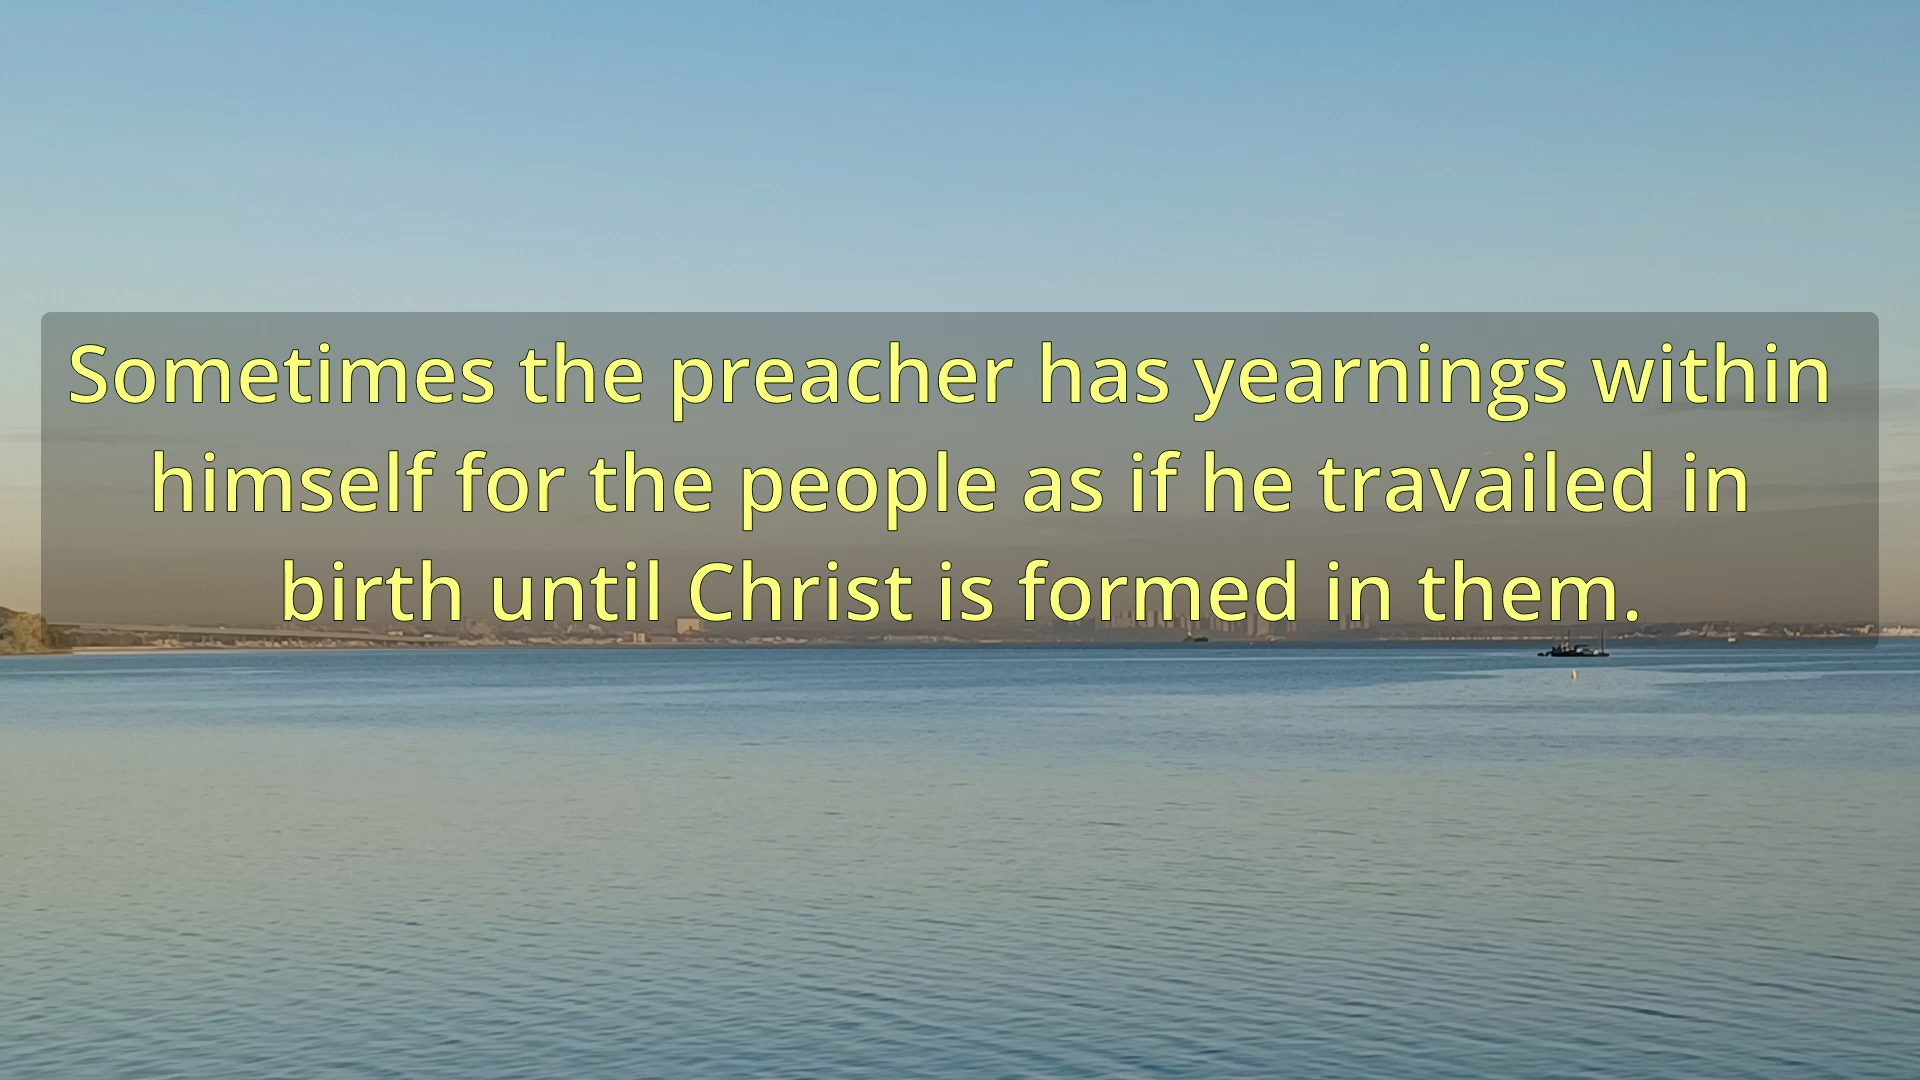 Sometimes the preacher has yearnings within
himself for the people as if he travailed in
birth until Christ is formed in them.